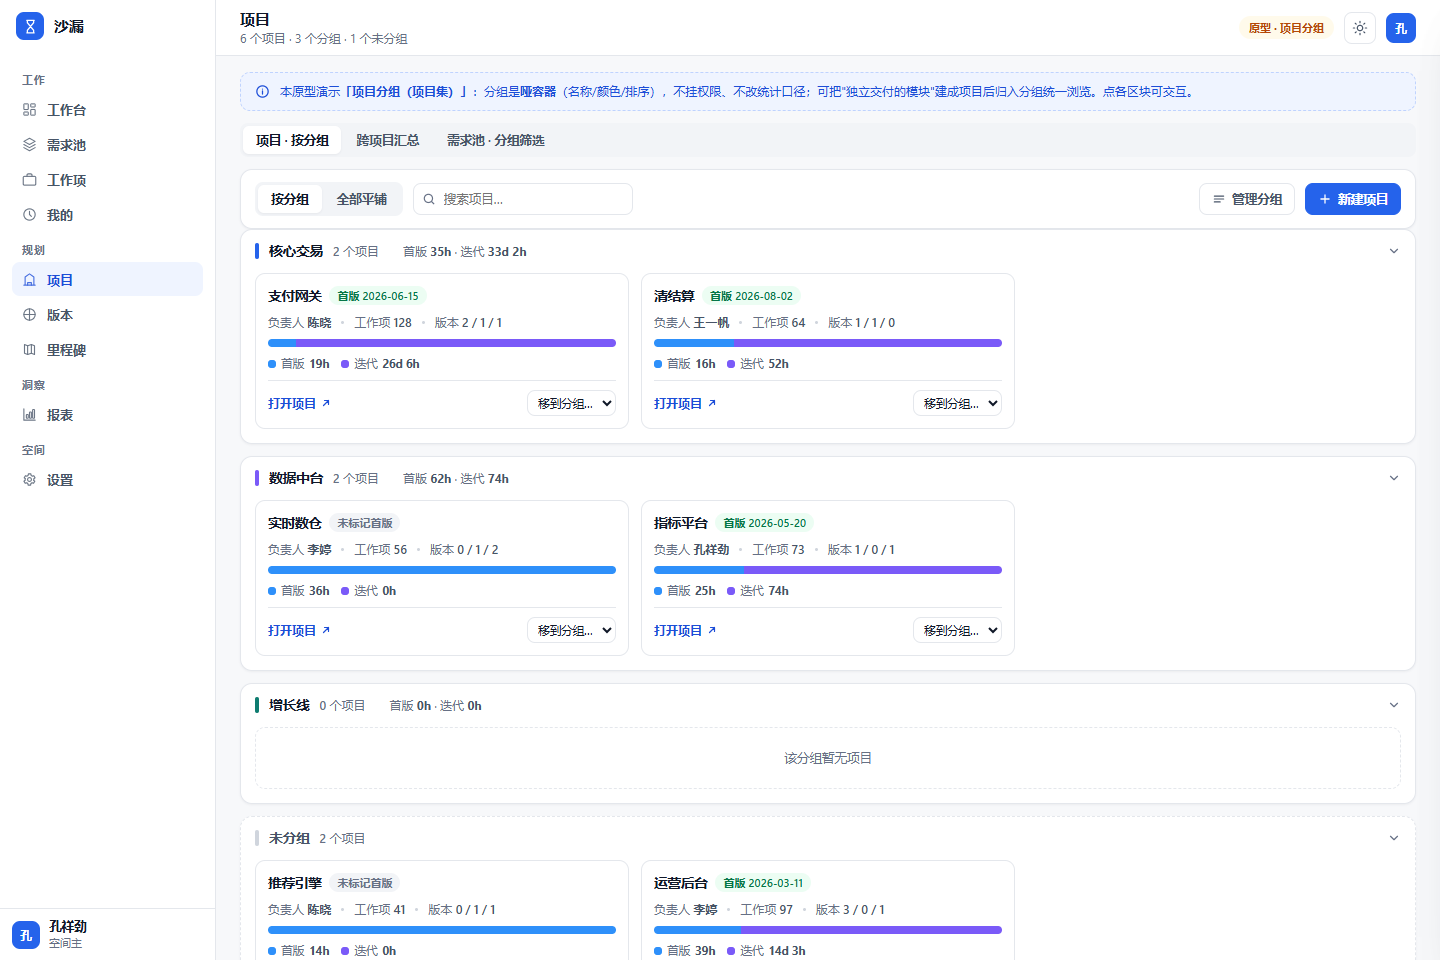 沙漏
工作
工作台
需求池
工作项
我的
规划
项目
版本
里程碑
洞察
报表
空间
设置
孔
孔祥劲
空间主
项目
6 个项目 · 3 个分组 · 1 个未分组
原型 · 项目分组
孔
本原型演示「项目分组（项目集）」：分组是哑容器（名称/颜色/排序），不挂权限、不改统计口径；可把"独立交付的模块"建成项目后归入分组统一浏览。点各区块可交互。
项目 · 按分组
跨项目汇总
需求池 · 分组筛选
按分组
全部平铺
搜索项目...
管理分组
新建项目
核心交易 2 个项目 首版 35h · 迭代 33d 2h
支付网关 首版 2026-06-15
负责人 陈晓 · 工作项 128 · 版本 2 / 1 / 1
首版 19h 迭代 26d 6h
打开项目
移到分组...
清结算 首版 2026-08-02
负责人 王一帆 · 工作项 64 · 版本 1 / 1 / 0
首版 16h 迭代 52h
打开项目
移到分组...
数据中台 2 个项目 首版 62h · 迭代 74h
实时数仓 未标记首版
负责人 李婷 · 工作项 56 · 版本 0 / 1 / 2
首版 36h 迭代 0h
打开项目
移到分组...
指标平台 首版 2026-05-20
负责人 孔祥劲 · 工作项 73 · 版本 1 / 0 / 1
首版 25h 迭代 74h
打开项目
移到分组...
增长线 0 个项目 首版 0h · 迭代 0h
该分组暂无项目
未分组 2 个项目
推荐引擎 未标记首版
负责人 陈晓 · 工作项 41 · 版本 0 / 1 / 1
首版 14h 迭代 0h
运营后台 首版 2026-03-11
负责人 李婷 · 工作项 97 · 版本 3 / 0 / 1
首版 39h 迭代 14d 3h